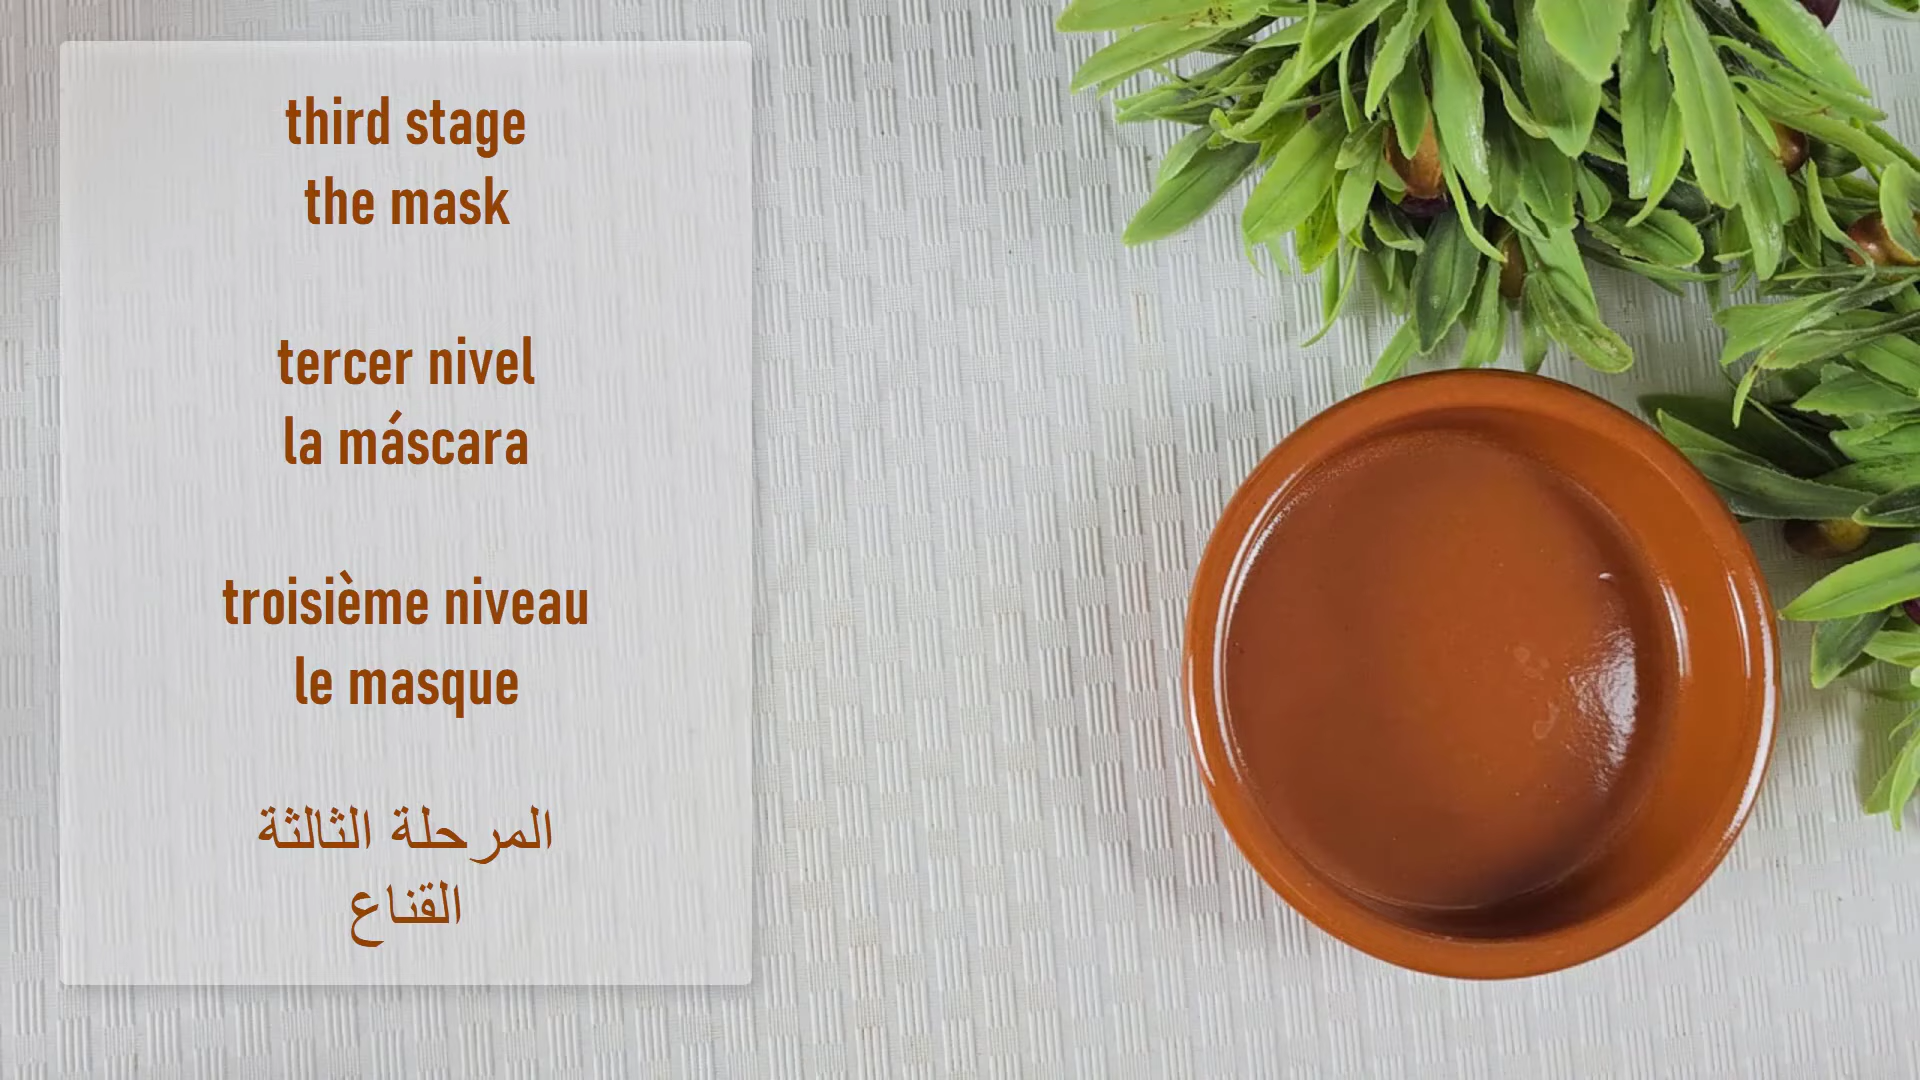 third stage
the mask
tercer nivel
la máscara
troisième niveau
le masque
المرحلة الثالثة
القناع